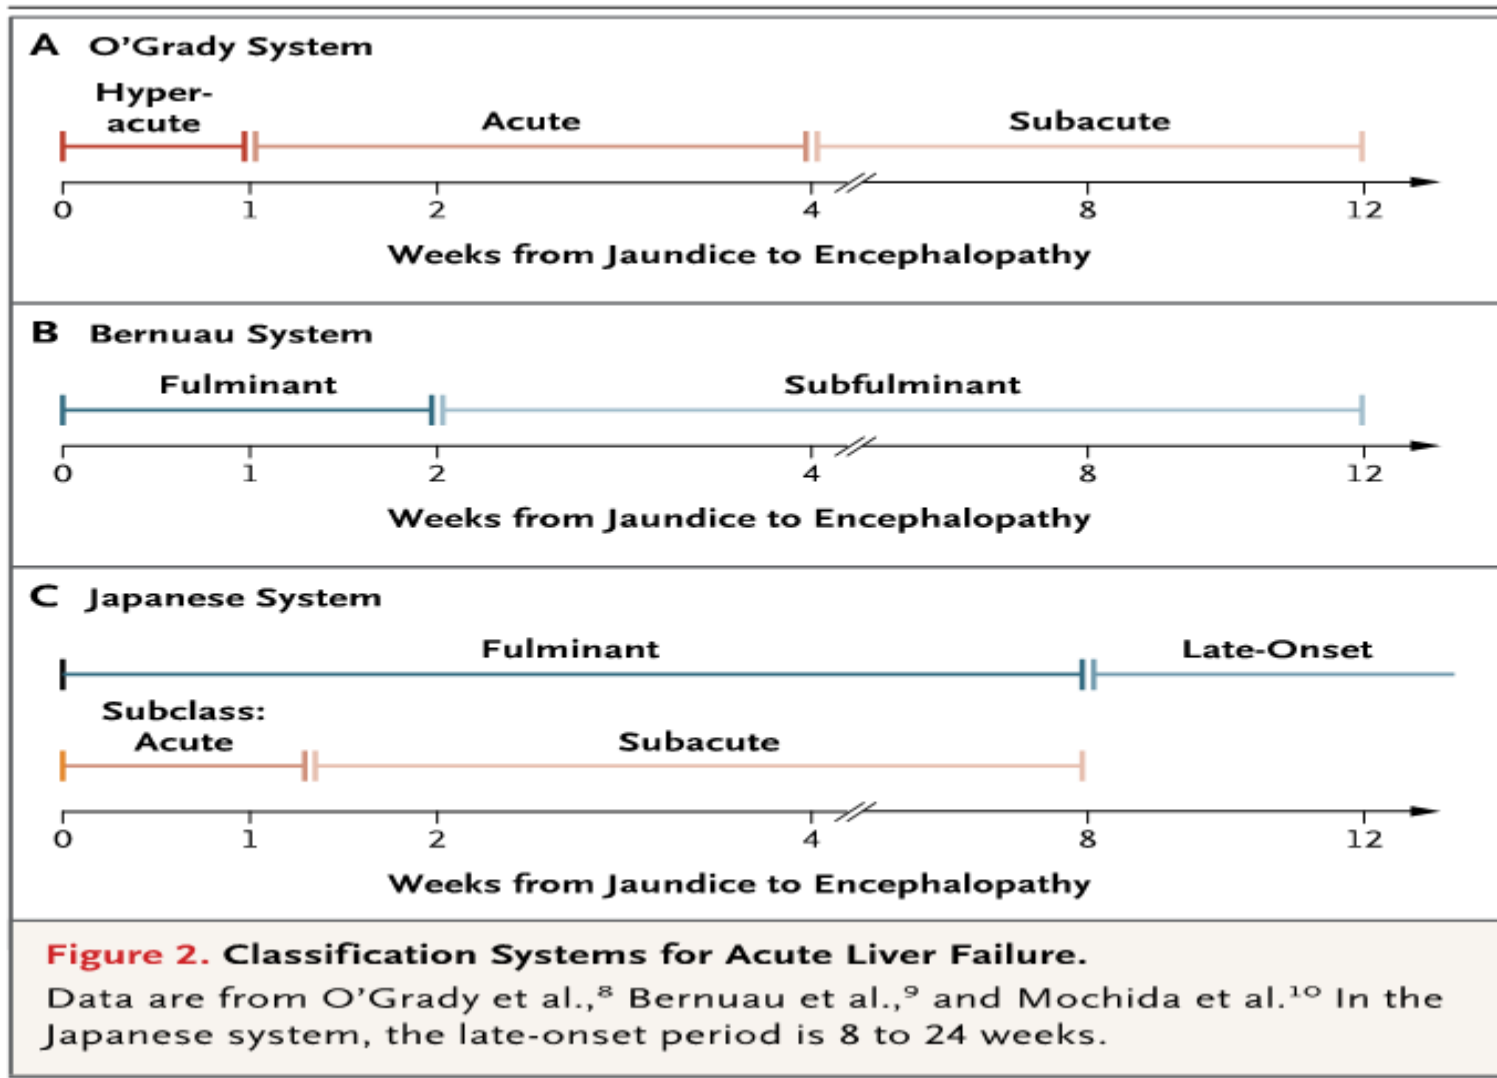 A O'Grady System
Hyper-
acute
Acute
Subacute
0 1 2 4 8 12
Weeks from Jaundice to Encephalopathy
B Bernuau System
Fulminant
Subfulminant
0 1 2 4 8 12
Weeks from Jaundice to Encephalopathy
C Japanese System
Fulminant
Late-Onset
Subclass:
Acute
Subacute
0 1 2 4 8 12
Weeks from Jaundice to Encephalopathy
Figure 2. Classification Systems for Acute Liver Failure.
Data are from O'Grady et al.,⁸ Bernuau et al.,⁹ and Mochida et al.¹⁰ In the
Japanese system, the late-onset period is 8 to 24 weeks.